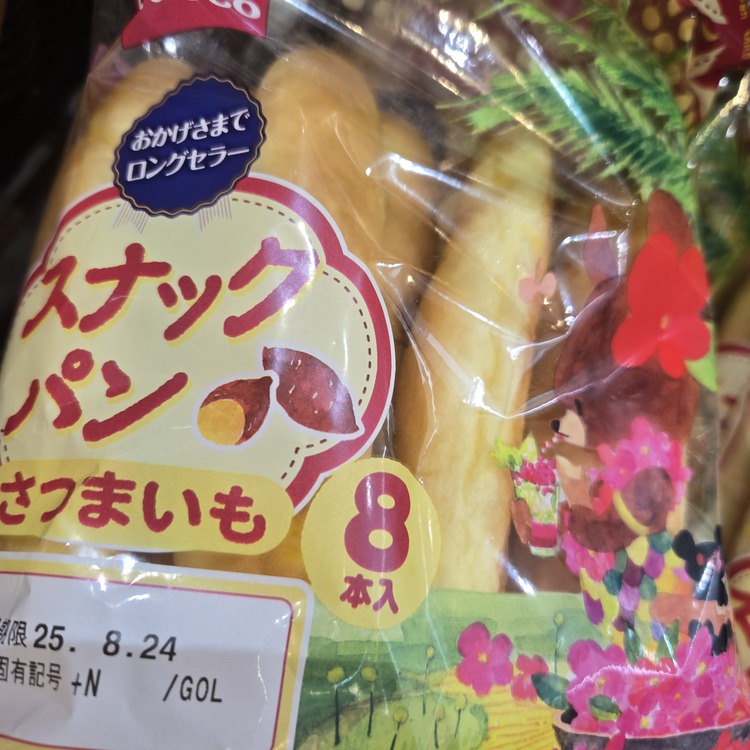 おかげさまで
ロングセラー
スナック
パン
さつまいも
8
本入
限 25. 8.24
固有記号 +N /GOL